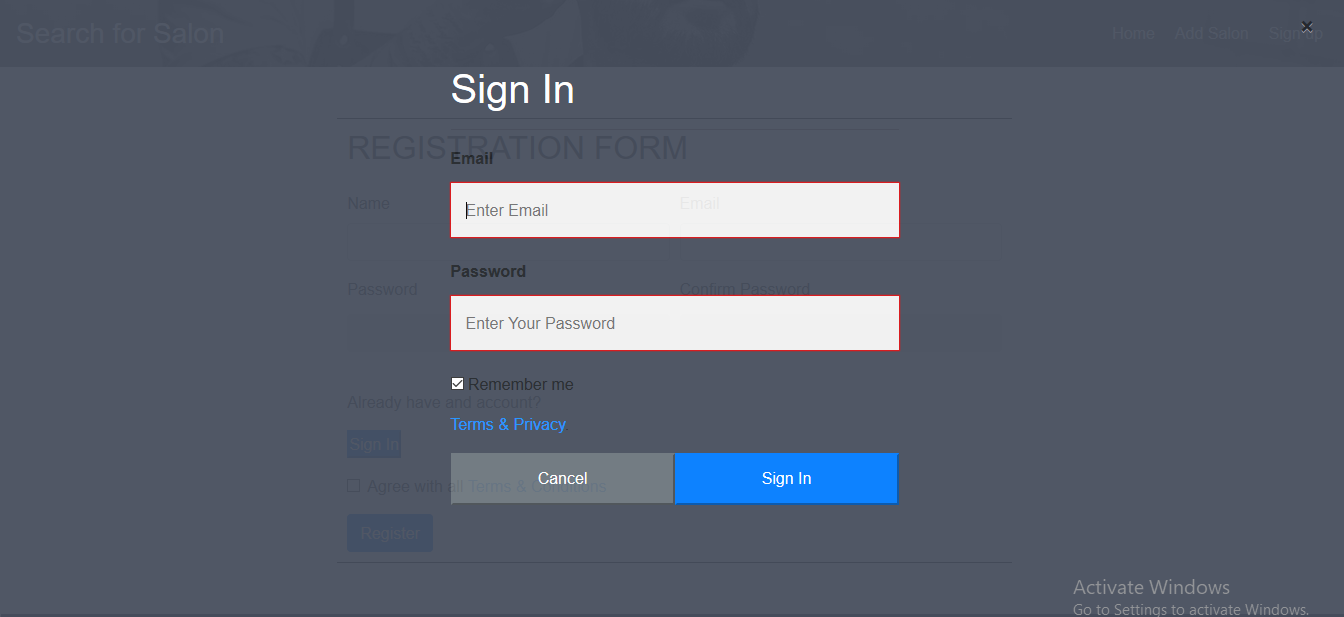 Search for Salon
Home Add Salon Sign up
×
Sign In
REGISTRATION FORM
Email
Name
Email
Enter Email
Password
Password
Confirm Password
Enter Your Password
Remember me
Already have and account?
Terms & Privacy
Sign In
Cancel
Sign In
Agree with all Terms & Conditions
Register
Activate Windows
Go to Settings to activate Windows.